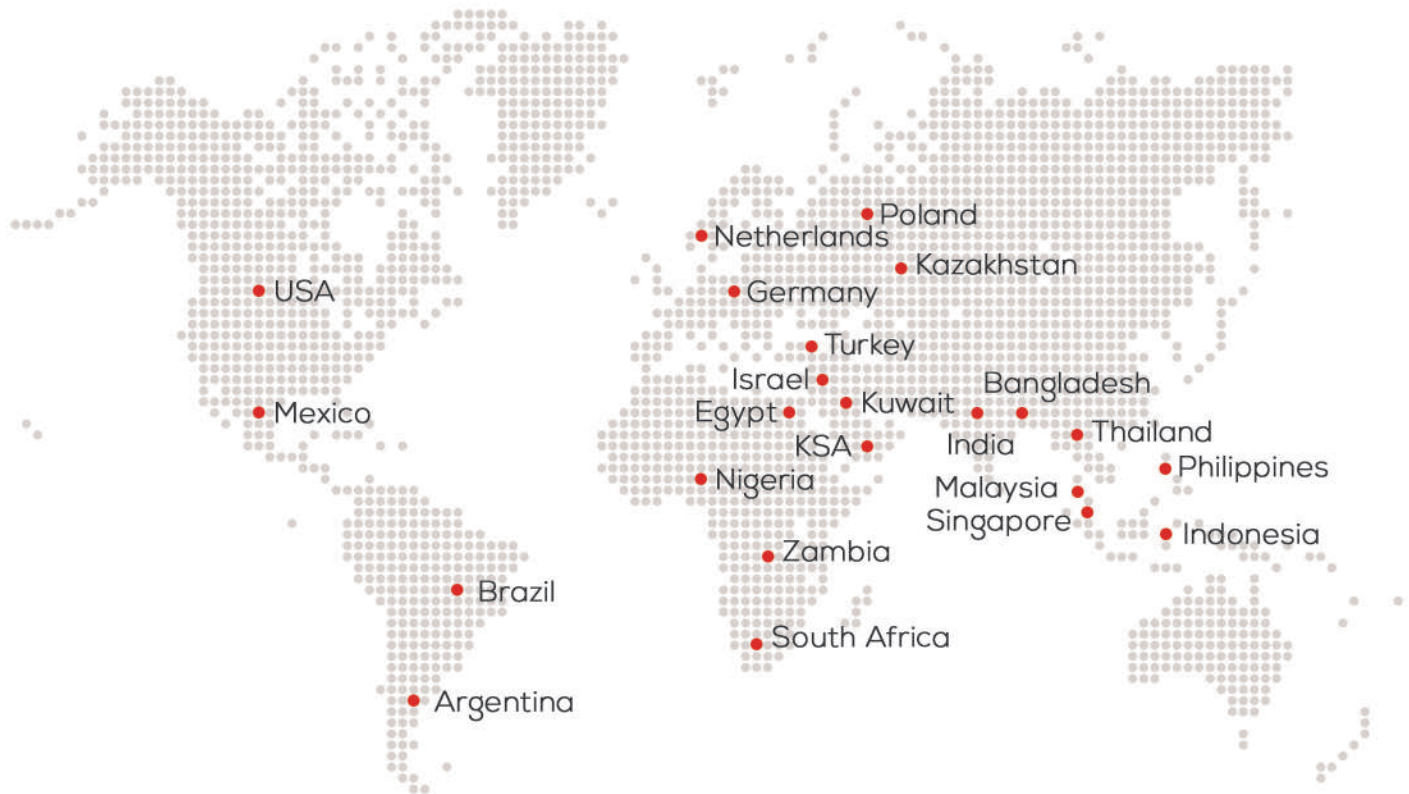 Poland
Netherlands
Kazakhstan
USA
Germany
Turkey
Israel
Bangladesh
Kuwait
Egypt
Mexico
Thailand
KSA
India
Philippines
Nigeria
Malaysia
Singapore
Indonesia
Zambia
Brazil
South Africa
Argentina